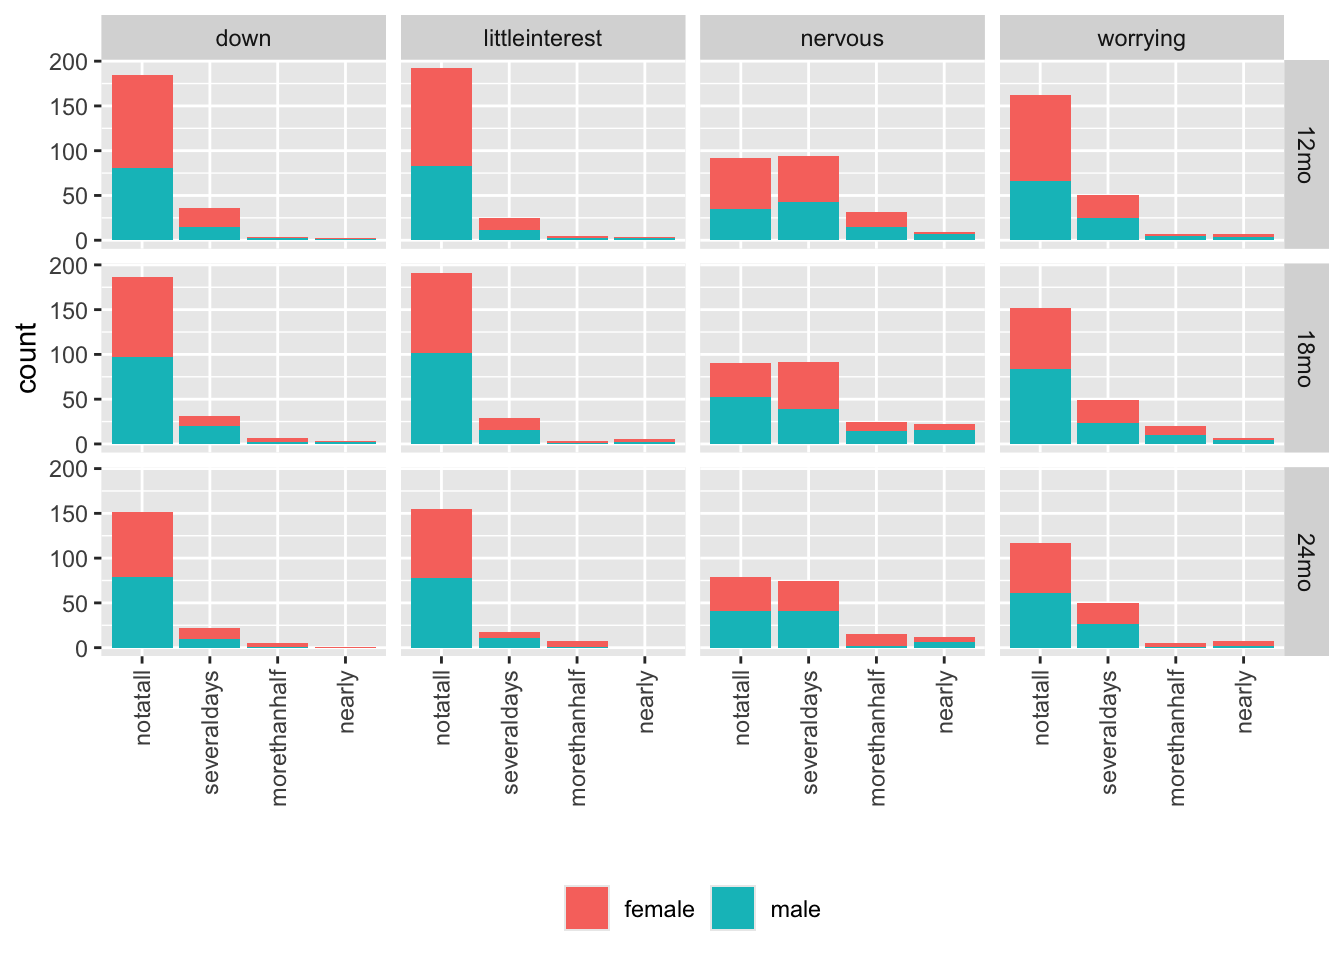 down littleinterest nervous worrying
200
150
100
50
0
12mo
200
150
100
50
0
18mo
200
150
100
50
0
24mo
count
notatall severaldays morethanhalf nearly notatall severaldays morethanhalf nearly notatall severaldays morethanhalf nearly notatall severaldays morethanhalf nearly
female male